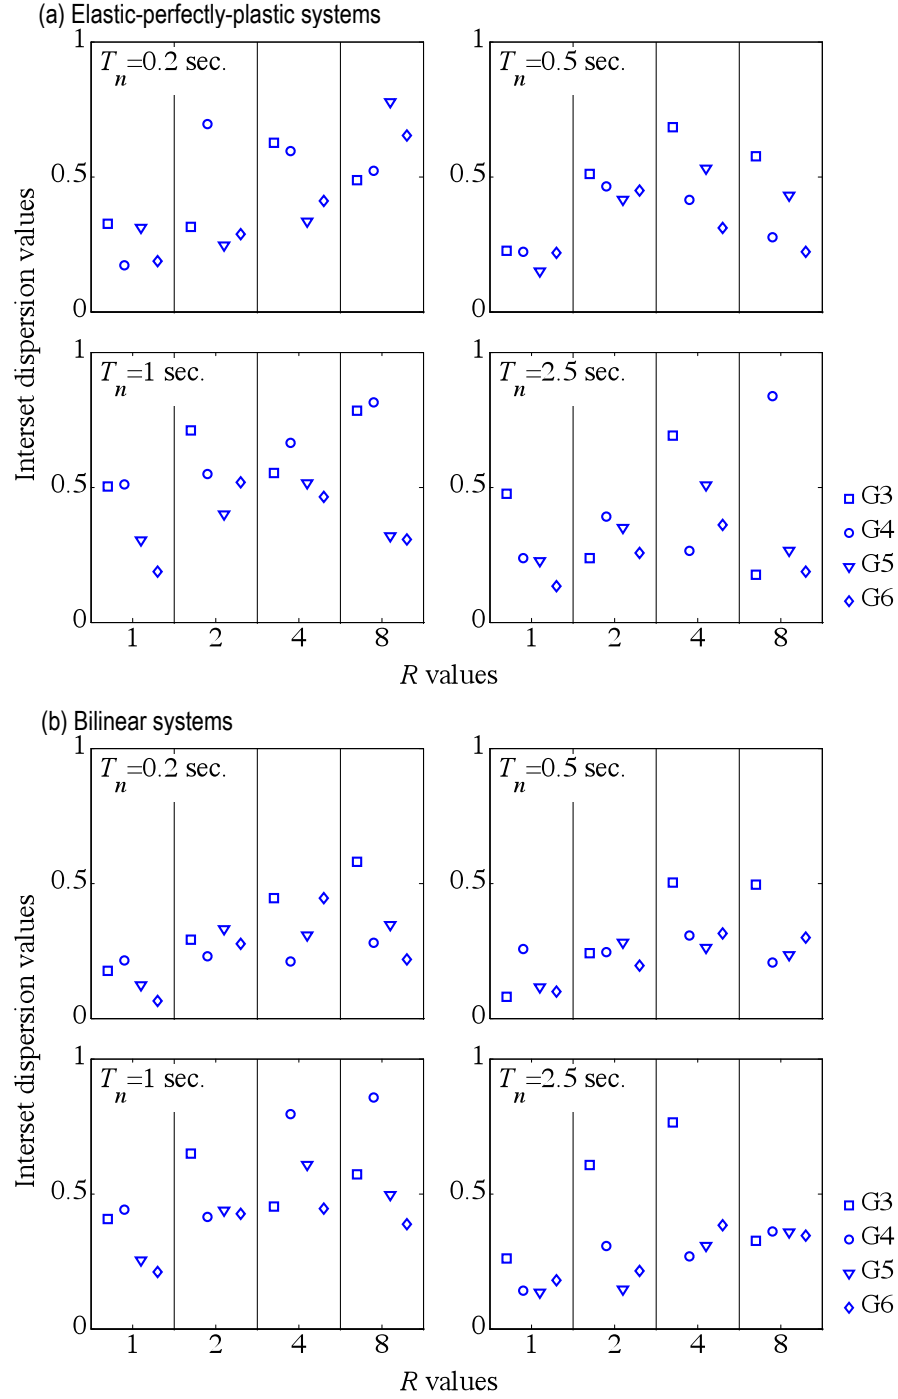 (a) Elastic-perfectly-plastic systems
Interset dispersion values
1
0.5
0
Tn=0.2 sec.
1
0.5
0
Tn=0.5 sec.
1
0.5
0
Tn=1 sec.
1 2 4 8
1
0.5
0
Tn=2.5 sec.
1 2 4 8
G3
G4
G5
G6
R values
(b) Bilinear systems
Interset dispersion values
1
0.5
0
Tn=0.2 sec.
1
0.5
0
Tn=0.5 sec.
1
0.5
0
Tn=1 sec.
1 2 4 8
1
0.5
0
Tn=2.5 sec.
1 2 4 8
G3
G4
G5
G6
R values